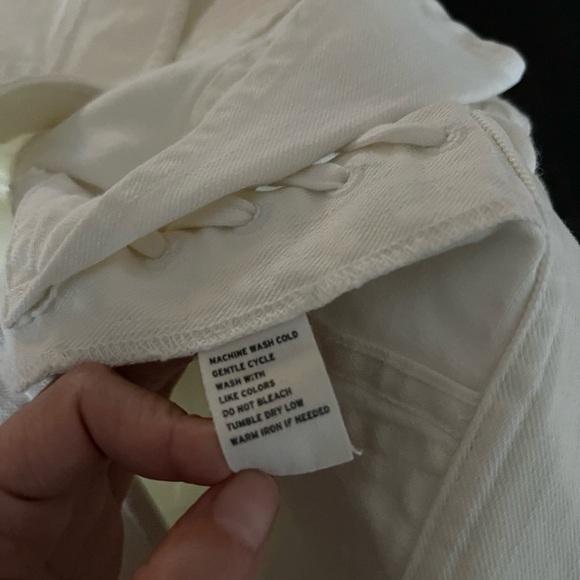 MACHINE WASH COLD
GENTLE CYCLE
WASH WITH
LIKE COLORS
DO NOT BLEACH
TUMBLE DRY LOW
WARM IRON IF NEEDED